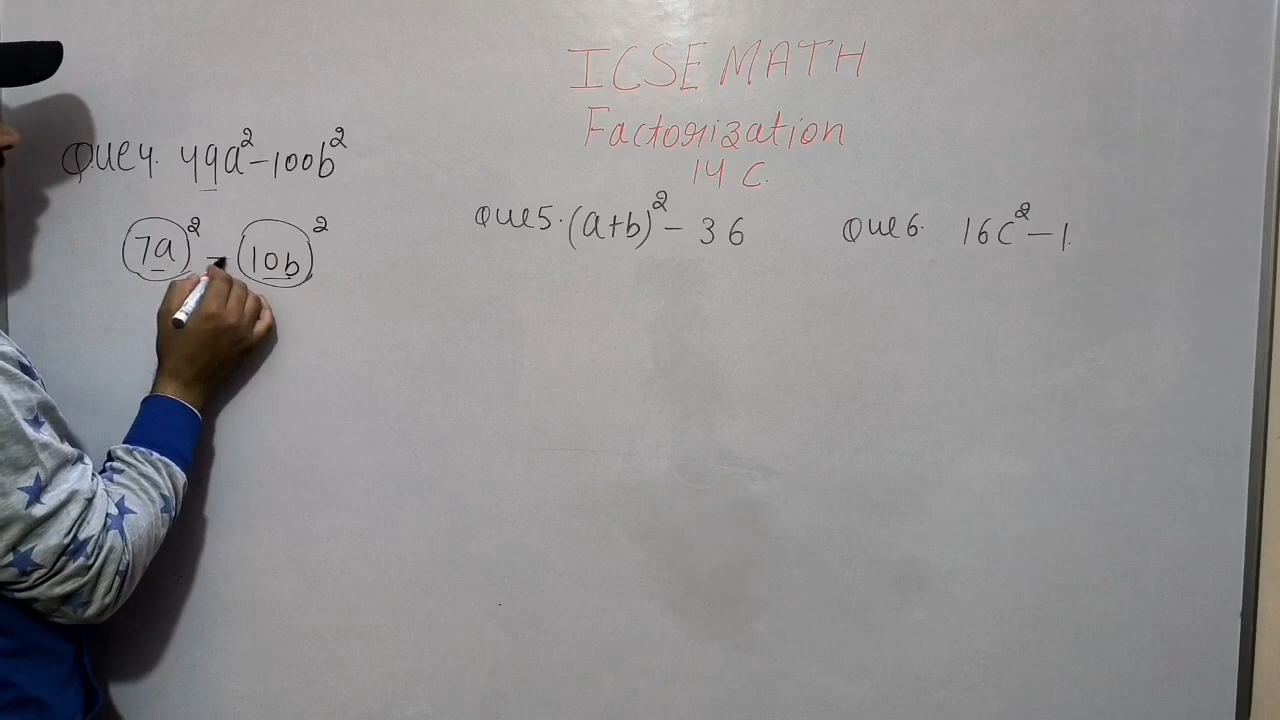 ICSE MATH
Factorization
14 C.
Que4. 49a²-100b²
(7a)² - (10b)²
Que5. (a+b)² - 36
Que6. 16c² - 1.